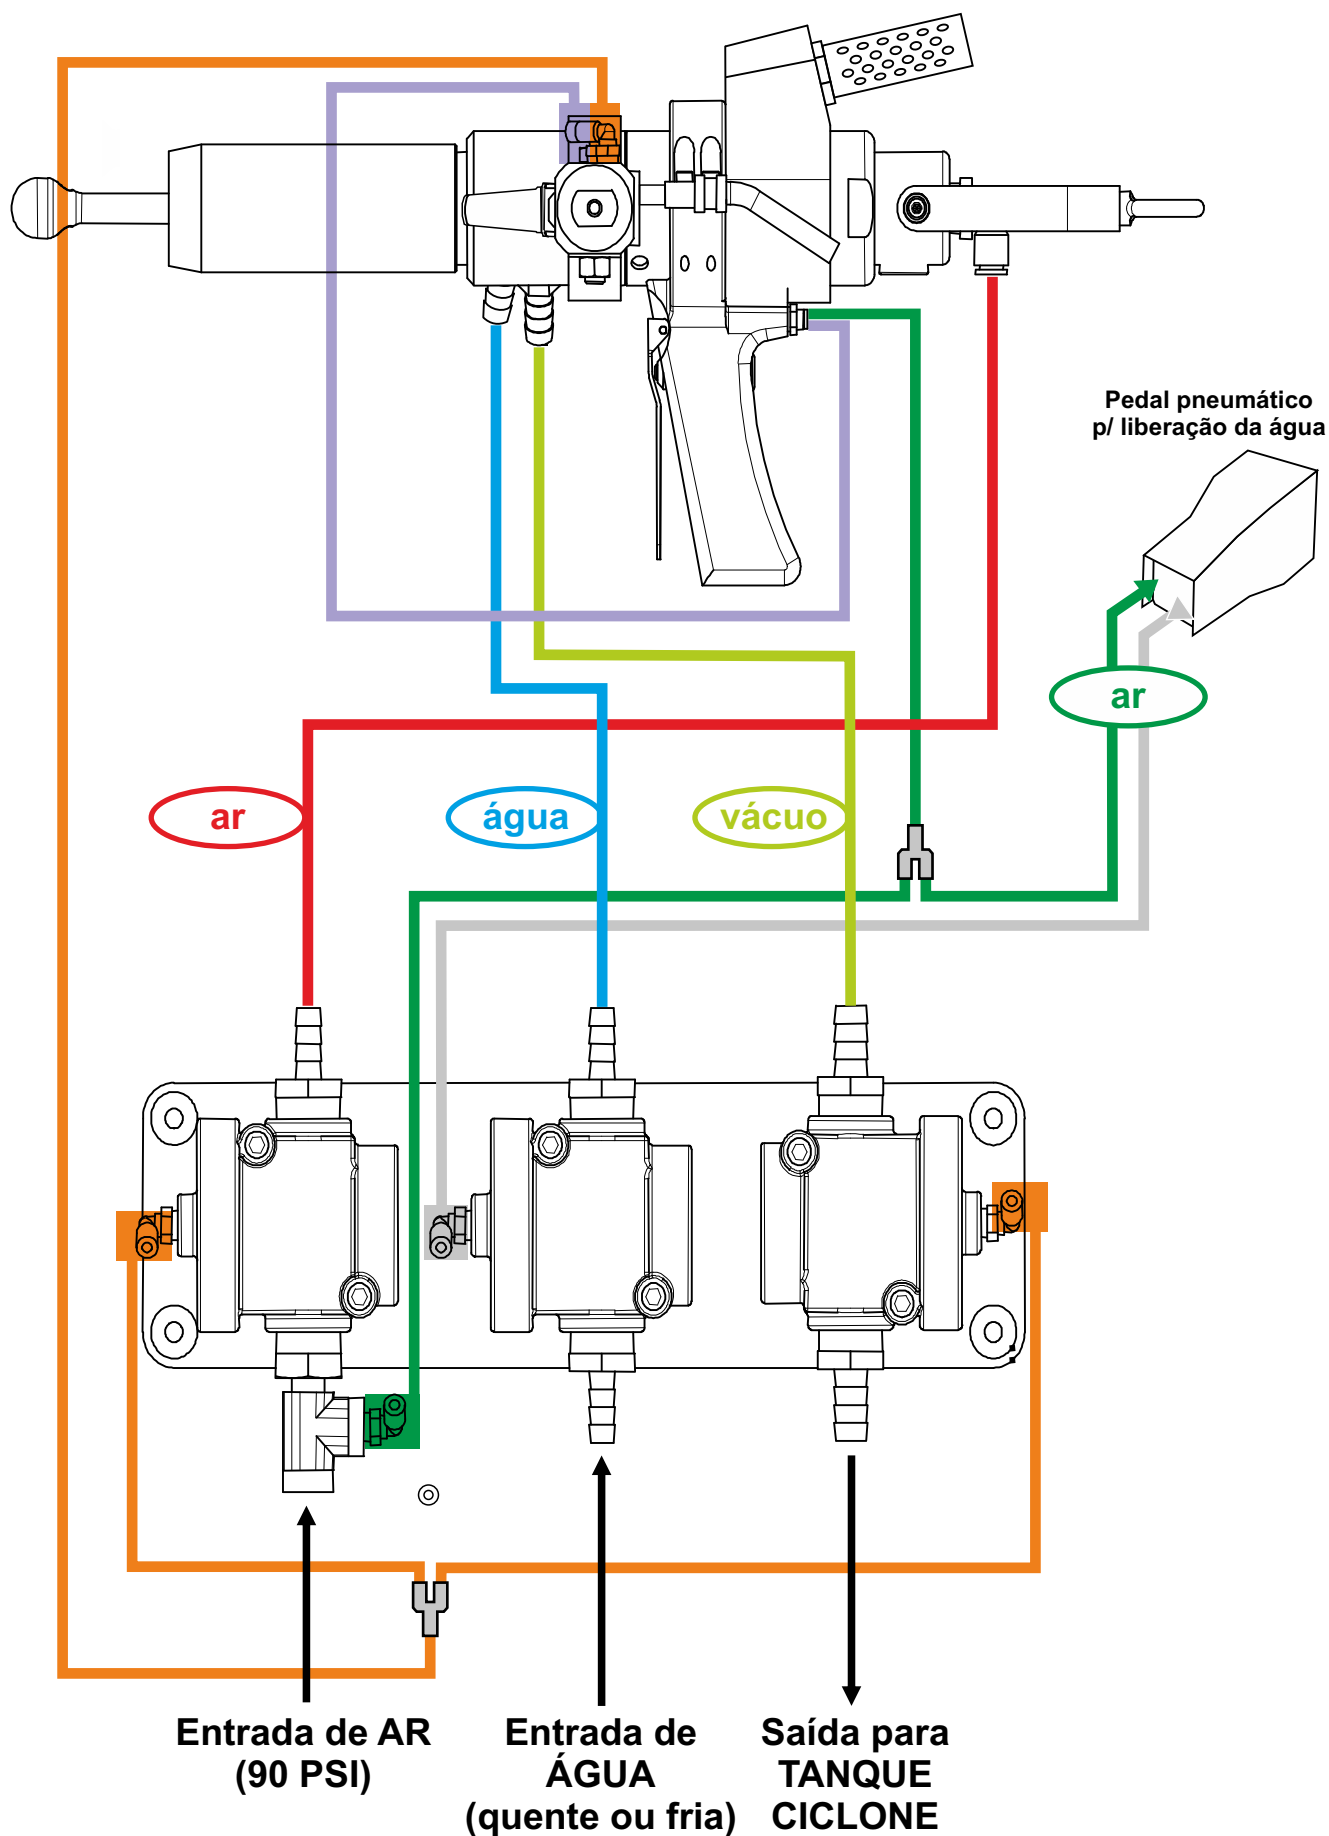 Pedal pneumático
p/ liberação da água
ar
ar
água
vácuo
Entrada de AR
(90 PSI)
Entrada de
ÁGUA
(quente ou fria)
Saída para
TANQUE
CICLONE